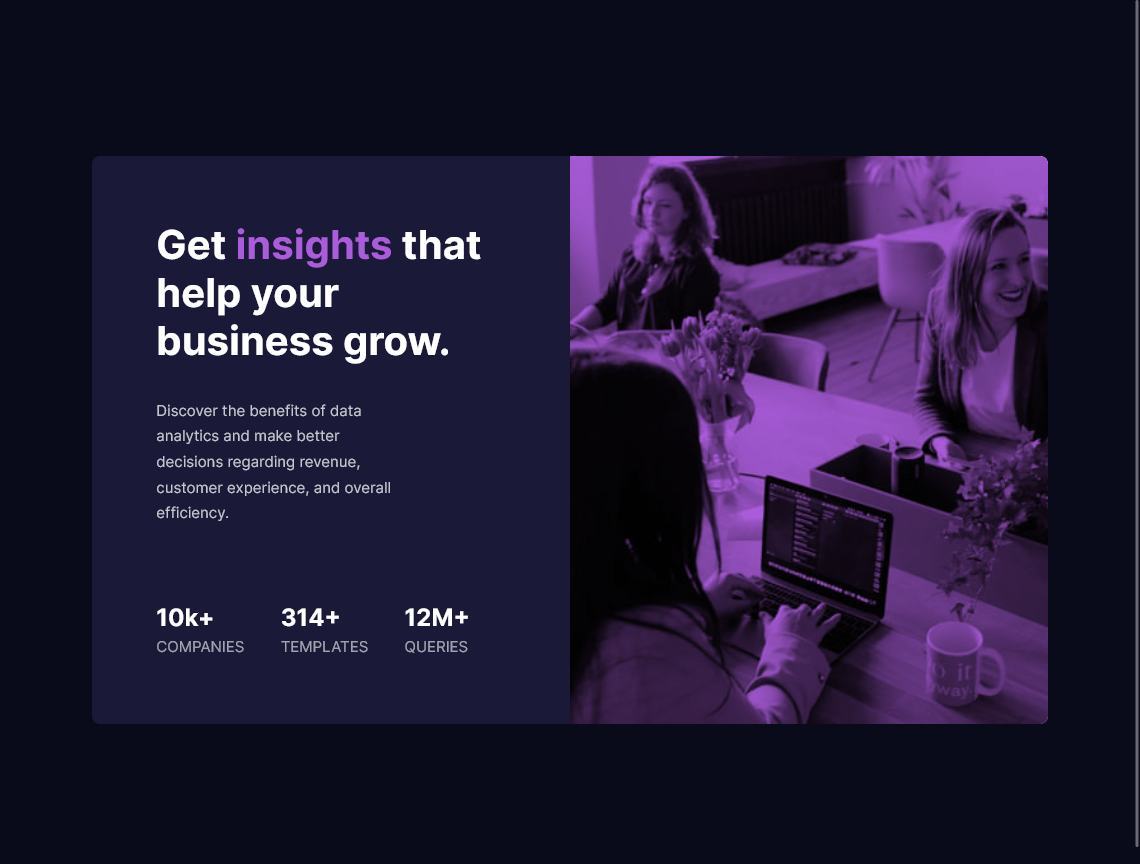 Get insights that
help your
business grow.
Discover the benefits of data
analytics and make better
decisions regarding revenue,
customer experience, and overall
efficiency.
10k+ 314+ 12M+
COMPANIES TEMPLATES QUERIES